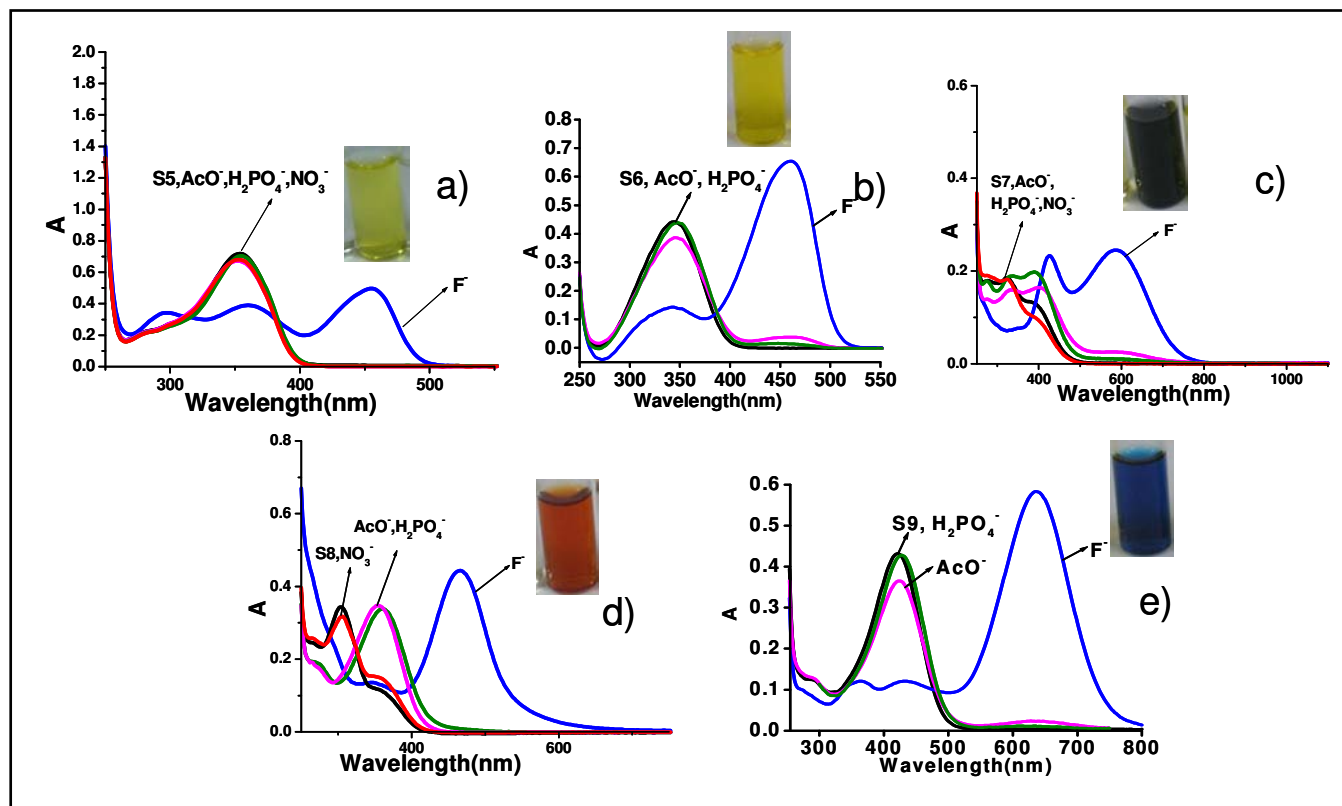 2.0
1.8
1.6
1.4
1.2
1.0
0.8
0.6
0.4
0.2
0.0
A
S5,AcO⁻,H₂PO₄⁻,NO₃⁻
a)
F⁻
300 400 500
Wavelength(nm)
0.8
0.7
0.6
0.5
0.4
0.3
0.2
0.1
0.0
A
S6, AcO⁻, H₂PO₄⁻
b)
F⁻
250 300 350 400 450 500 550
Wavelength(nm)
0.6
0.4
0.2
0.0
A
S7,AcO⁻,
H₂PO₄⁻,NO₃⁻
c)
F⁻
400 600 800 1000
Wavelength(nm)
0.8
0.6
0.4
0.2
0.0
A
S8,NO₃⁻
AcO⁻,H₂PO₄⁻
F⁻
d)
400 600
Wavelength(nm)
0.6
0.5
0.4
0.3
0.2
0.1
0.0
A
S9, H₂PO₄⁻
AcO⁻
F⁻
e)
300 400 500 600 700 800
Wavelength(nm)